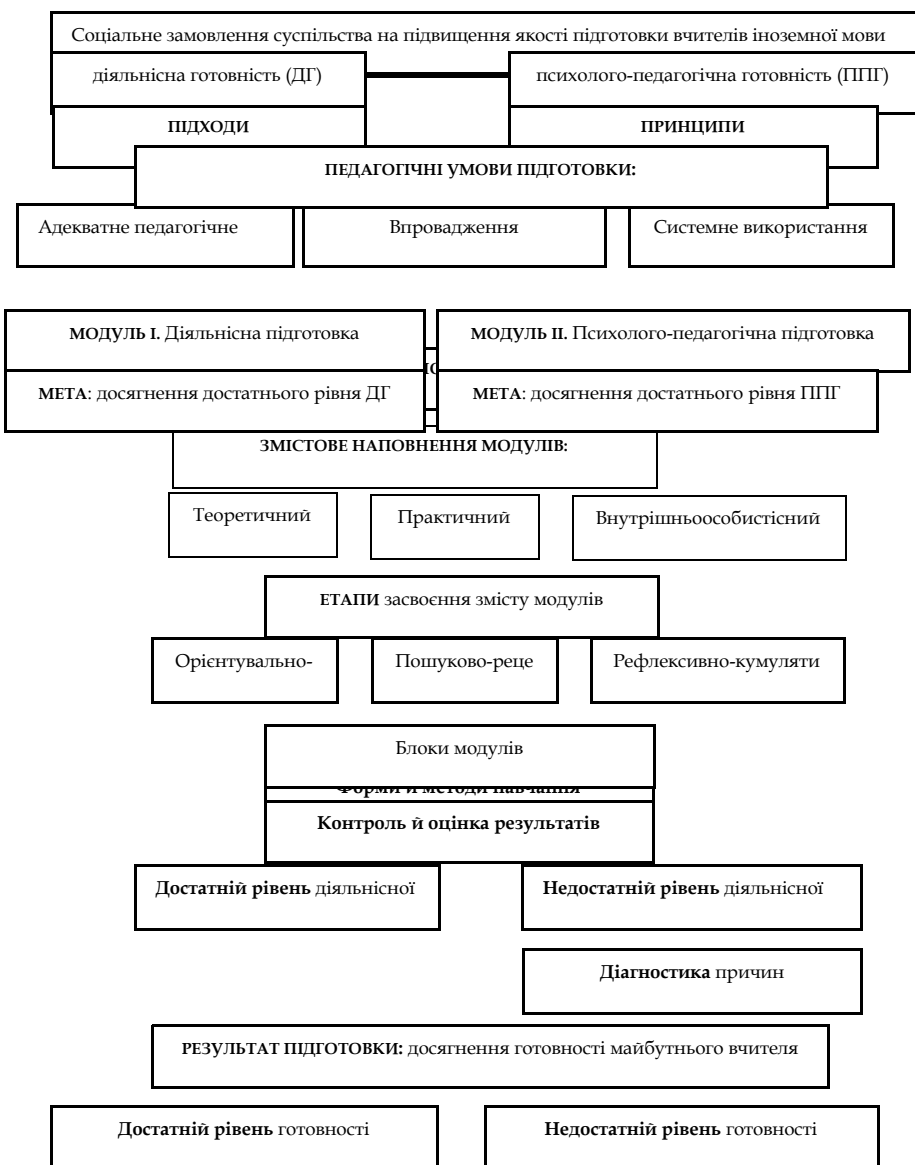 Соціальне замовлення суспільства на підвищення якості підготовки вчителів іноземної мови
діяльнісна готовність (ДГ)
психолого-педагогічна готовність (ППГ)
ПІДХОДИ
ПРИНЦИПИ
ПЕДАГОГІЧНІ УМОВИ ПІДГОТОВКИ:
Адекватне педагогічне
Впровадження
Системне використання
МОДУЛЬ І. Діяльнісна підготовка
МОДУЛЬ ІІ. Психолого-педагогічна підготовка
МЕТА: досягнення достатнього рівня ДГ
МЕТА: досягнення достатнього рівня ППГ
ЗМІСТОВЕ НАПОВНЕННЯ МОДУЛІВ:
Теоретичний
Практичний
Внутрішньоособистісний
ЕТАПИ засвоєння змісту модулів
Орієнтувально-
Пошуково-реце
Рефлексивно-кумуляти
Блоки модулів
Форми й методи навчання
Контроль й оцінка результатів
Достатній рівень діяльнісної
Недостатній рівень діяльнісної
Діагностика причин
РЕЗУЛЬТАТ ПІДГОТОВКИ: досягнення готовності майбутнього вчителя
Достатній рівень готовності
Недостатній рівень готовності